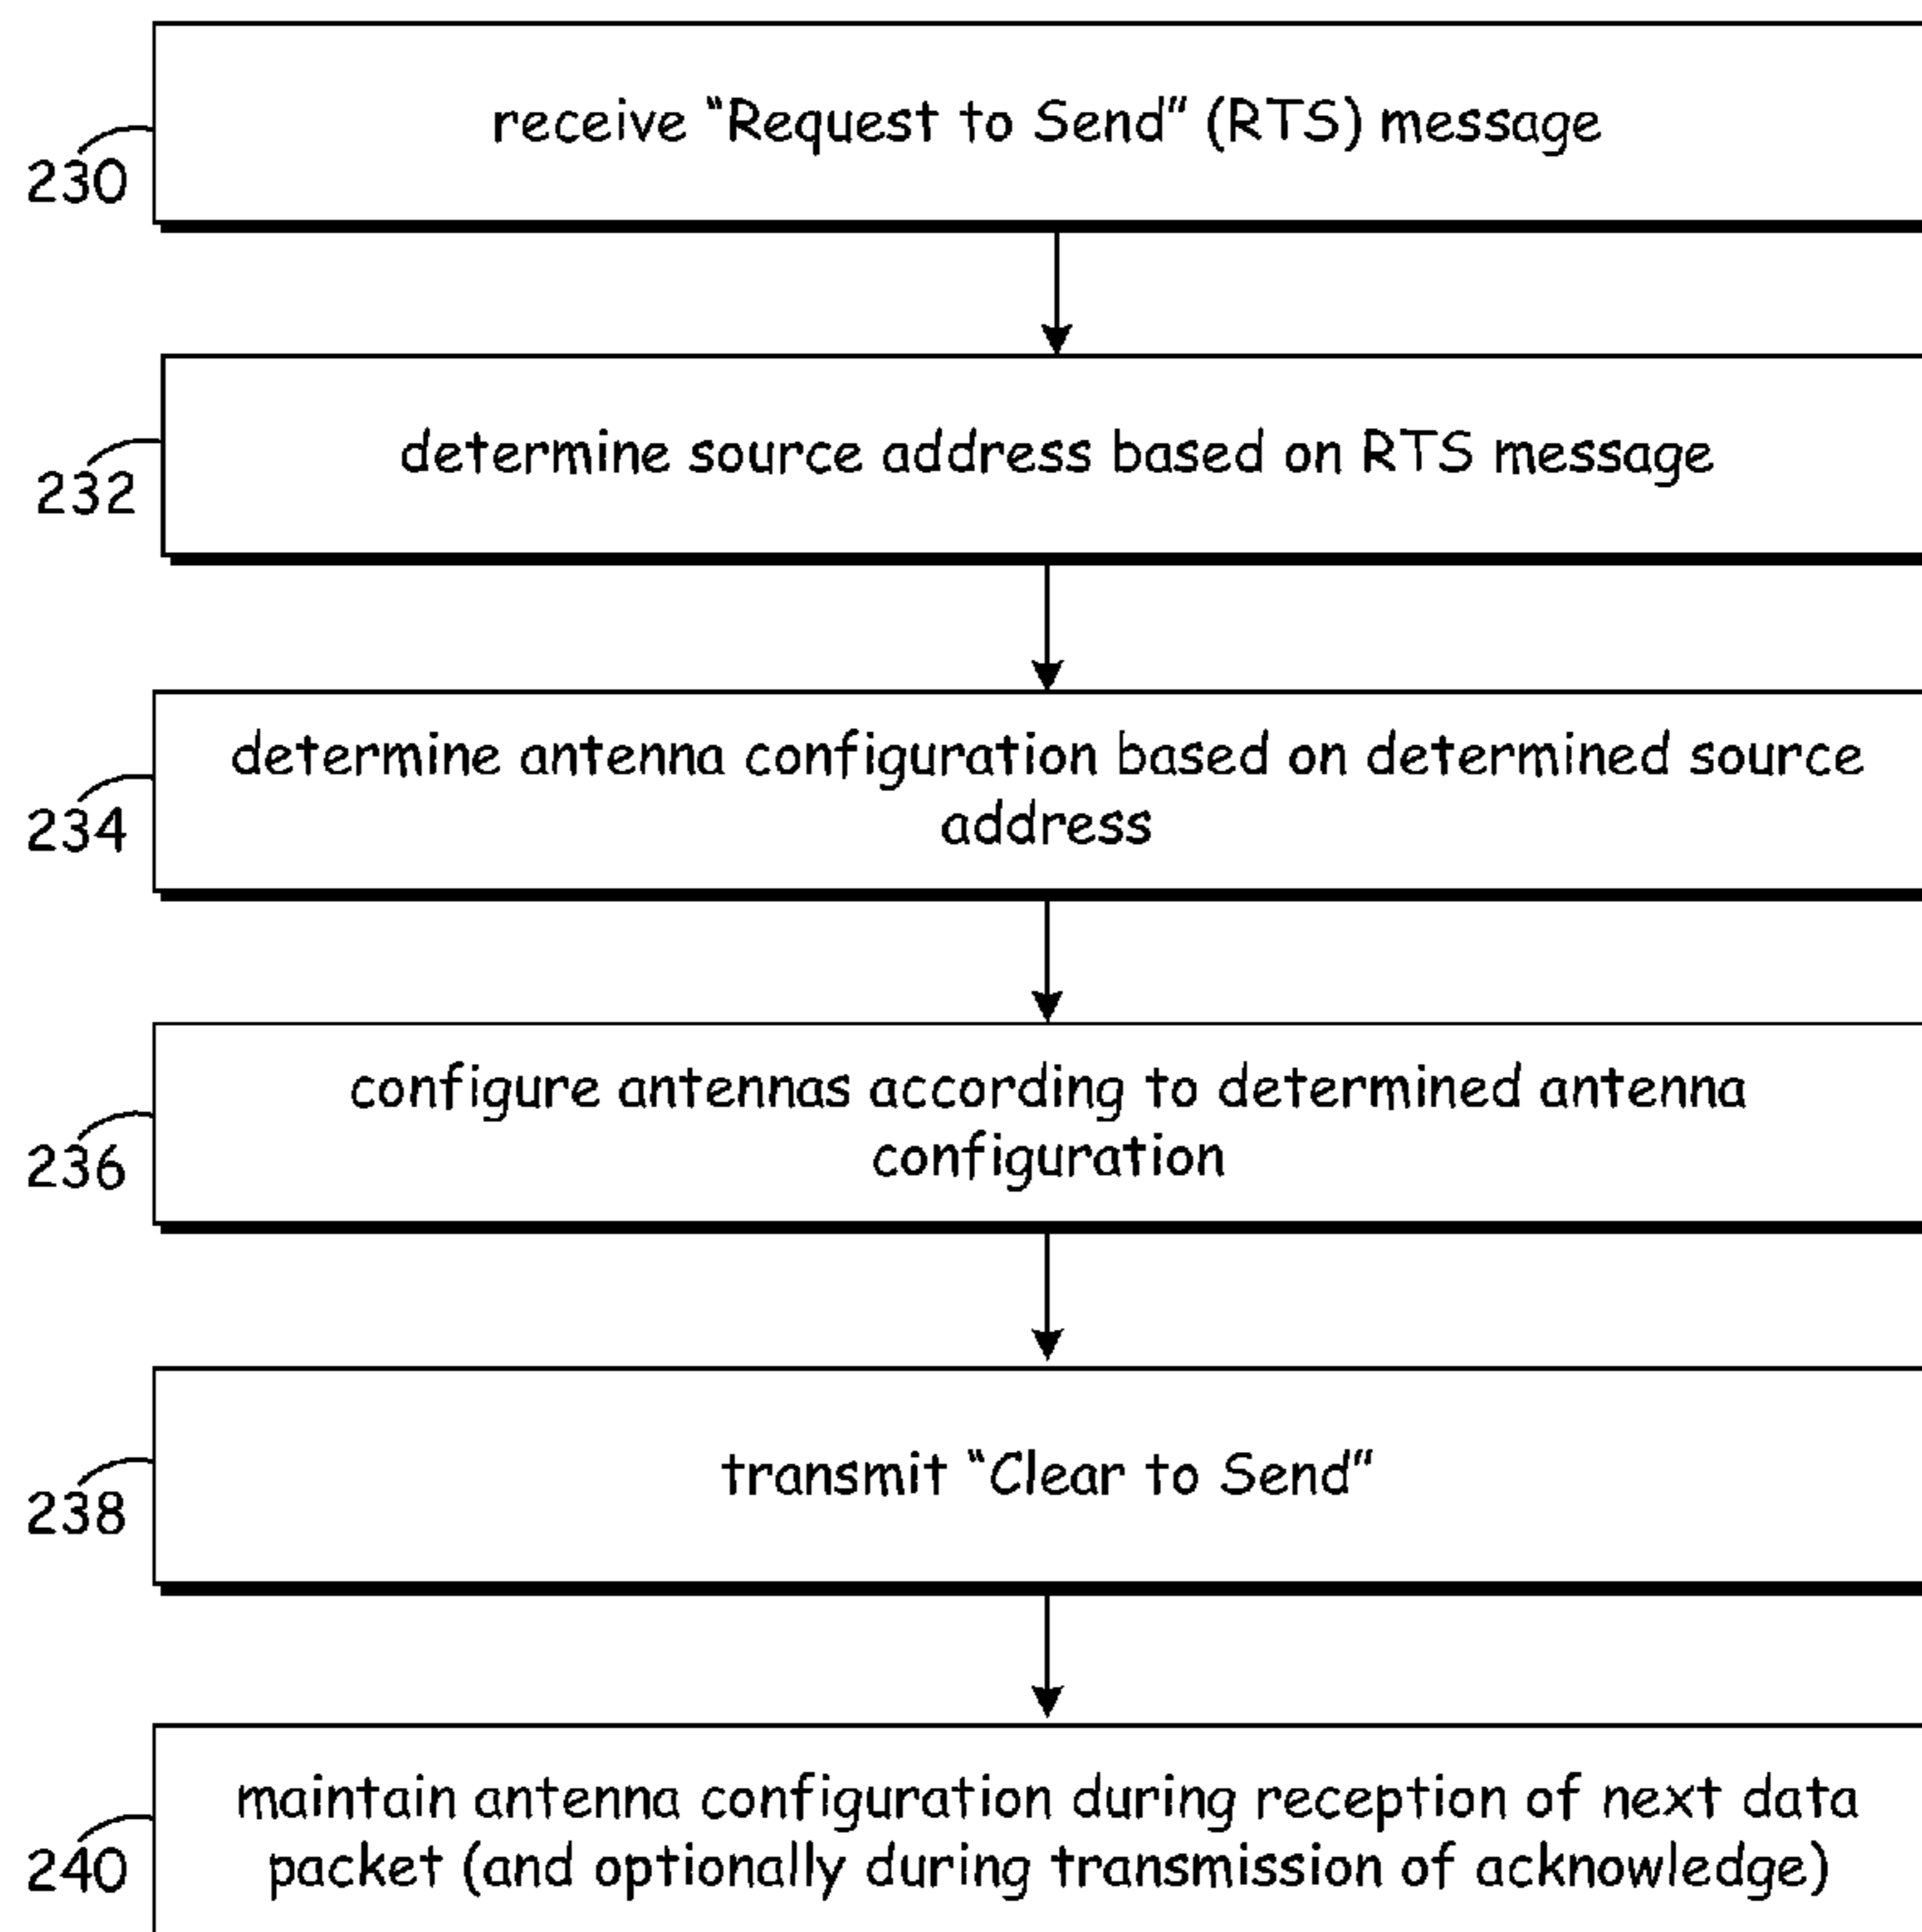 receive “Request to Send” (RTS) message
230
determine source address based on RTS message
232
determine antenna configuration based on determined source
address
234
configure antennas according to determined antenna
configuration
236
transmit “Clear to Send”
238
maintain antenna configuration during reception of next data
packet (and optionally during transmission of acknowledge)
240